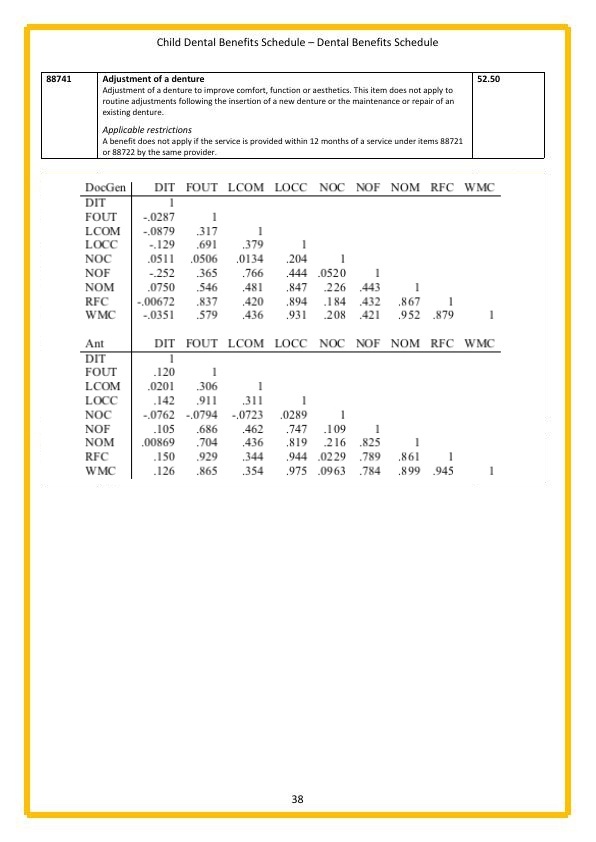 Child Dental Benefits Schedule – Dental Benefits Schedule
88741 Adjustment of a denture 52.50
Adjustment of a denture to improve comfort, function or aesthetics. This item does not apply to
routine adjustments following the insertion of a new denture or the maintenance or repair of an
existing denture.
Applicable restrictions
A benefit does not apply if the service is provided within 12 months of a service under items 88721
or 88722 by the same provider.
DocGen DIT FOUT LCOM LOCC NOC NOF NOM RFC WMC
DIT 1
FOUT -.0287 1
LCOM -.0879 .317 1
LOCC -.129 .691 .379 1
NOC .0511 .0506 .0134 .204 1
NOF -.252 .365 .766 .444 .0520 1
NOM .0750 .546 .481 .847 .226 .443 1
RFC -.00672 .837 .420 .894 .184 .432 .867 1
WMC -.0351 .579 .436 .931 .208 .421 .952 .879 1
Ant DIT FOUT LCOM LOCC NOC NOF NOM RFC WMC
DIT 1
FOUT .120 1
LCOM .0201 .306 1
LOCC .142 .911 .311 1
NOC -.0762 -.0794 -.0723 .0289 1
NOF .105 .686 .462 .747 .109 1
NOM .00869 .704 .436 .819 .216 .825 1
RFC .150 .929 .344 .944 .0229 .789 .861 1
WMC .126 .865 .354 .975 .0963 .784 .899 .945 1
38